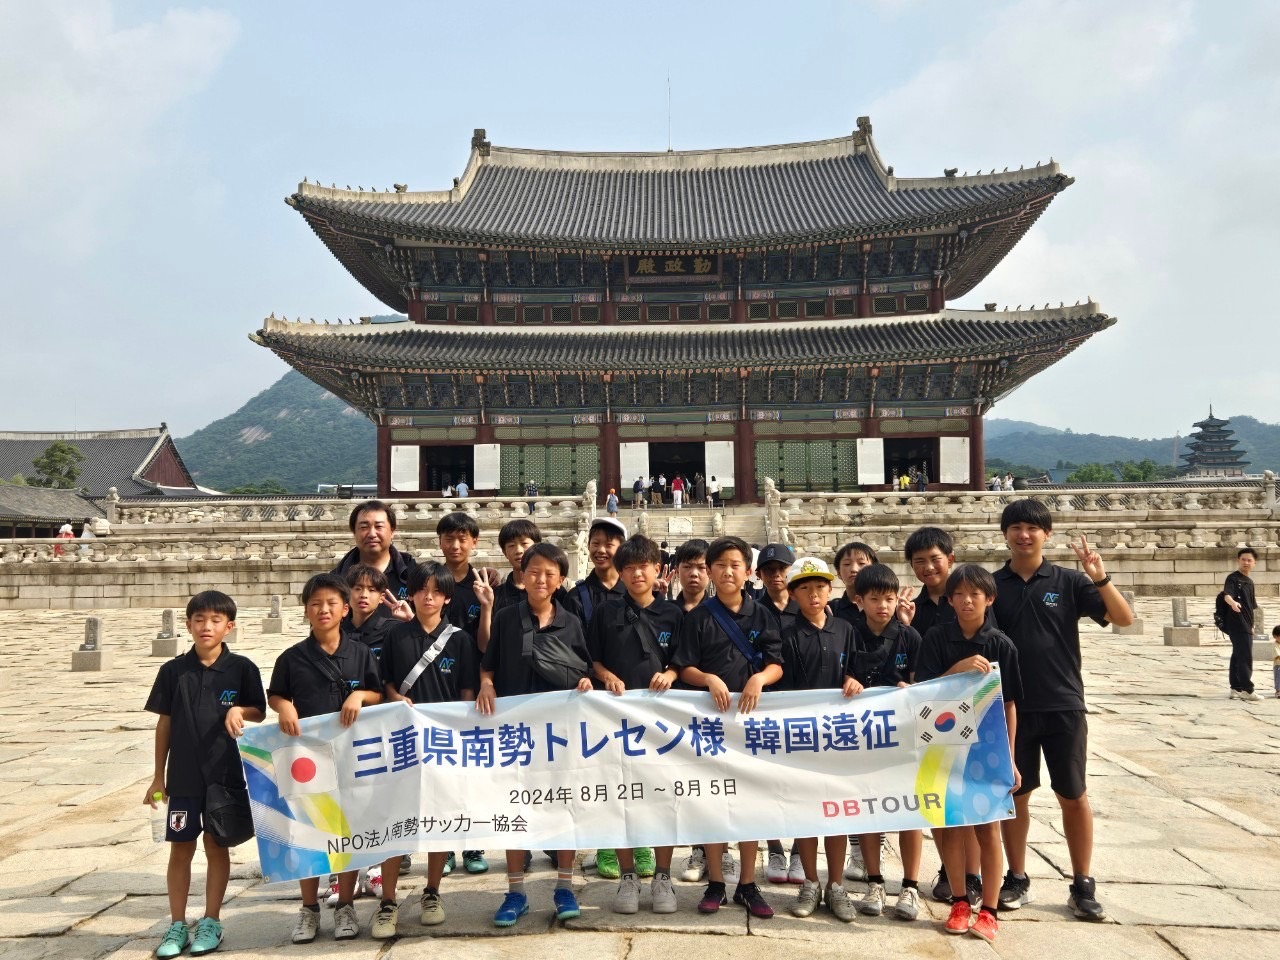 殿政勤
三重県南勢トレセン様 韓国遠征
2024年 8月 2日 ~ 8月 5日
NPO法人南勢サッカー協会
DBTOUR